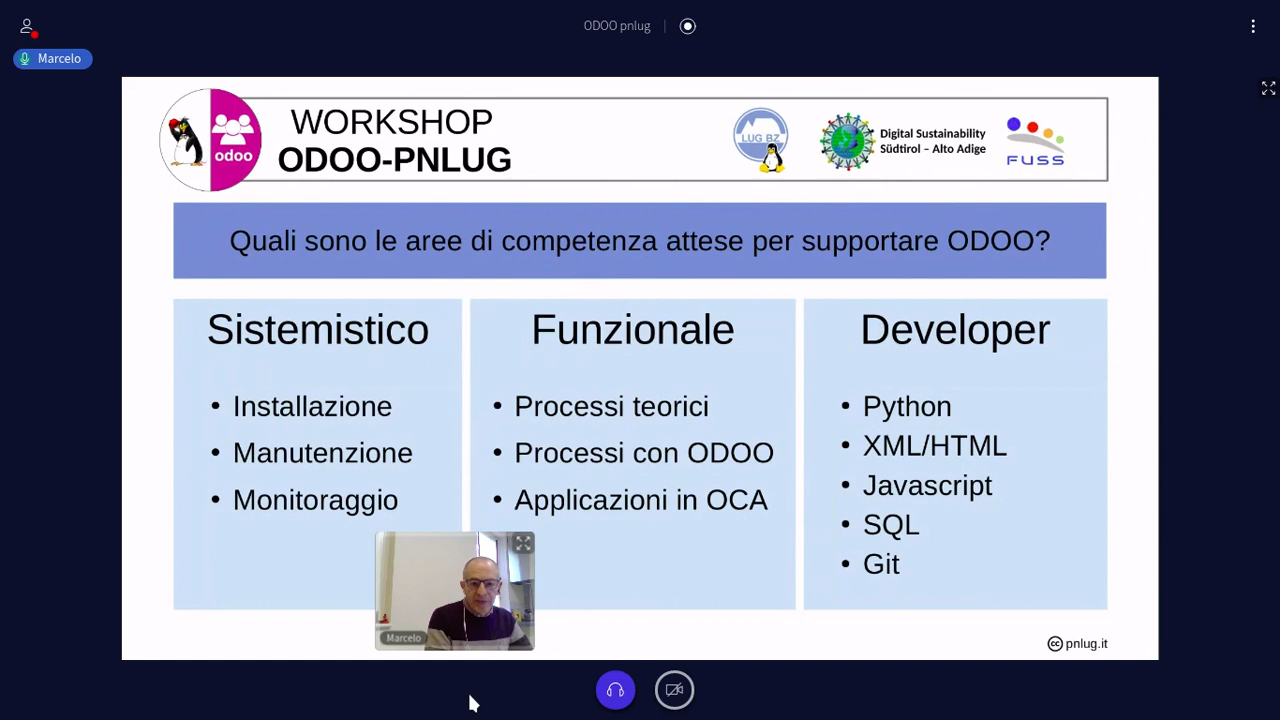 ODOO pnlug
Marcelo
odoo
WORKSHOP
ODOO-PNLUG
LUG BZ
Digital Sustainability
Südtirol – Alto Adige
FUSS
Quali sono le aree di competenza attese per supportare ODOO?
Sistemistico
• Installazione
• Manutenzione
• Monitoraggio
Funzionale
• Processi teorici
• Processi con ODOO
• Applicazioni in OCA
Developer
• Python
• XML/HTML
• Javascript
• SQL
• Git
Marcelo
cc pnlug.it